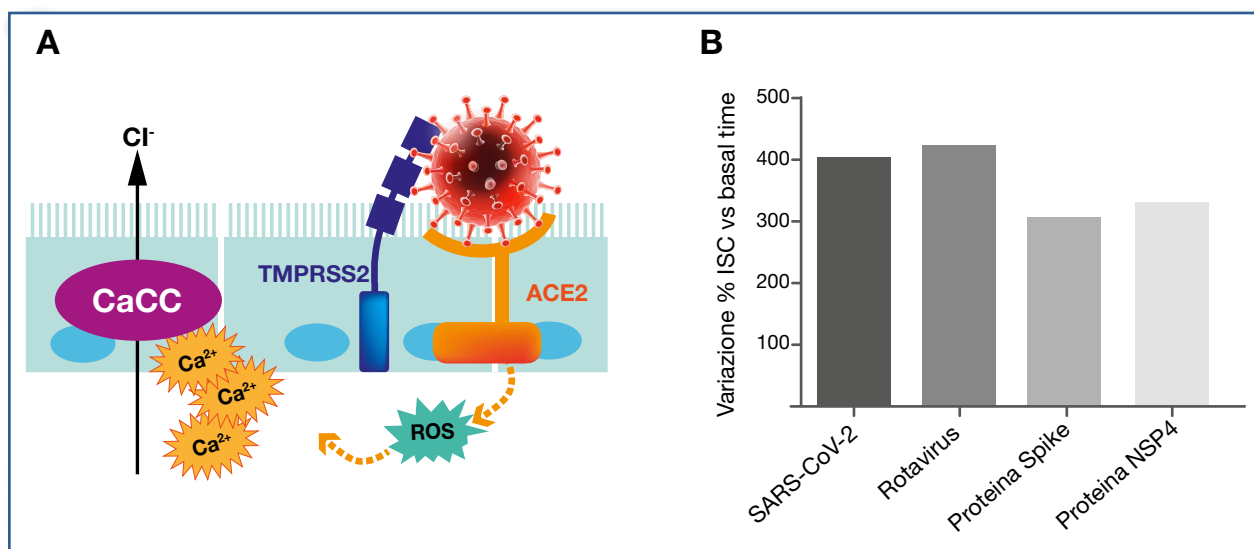 A
Cl⁻
TMPRSS2
CaCC
ACE2
Ca²⁺
Ca²⁺
Ca²⁺
ROS
B
Variazione % ISC vs basal time
500
400
300
200
100
SARS-CoV-2
Rotavirus
Proteina Spike
Proteina NSP4